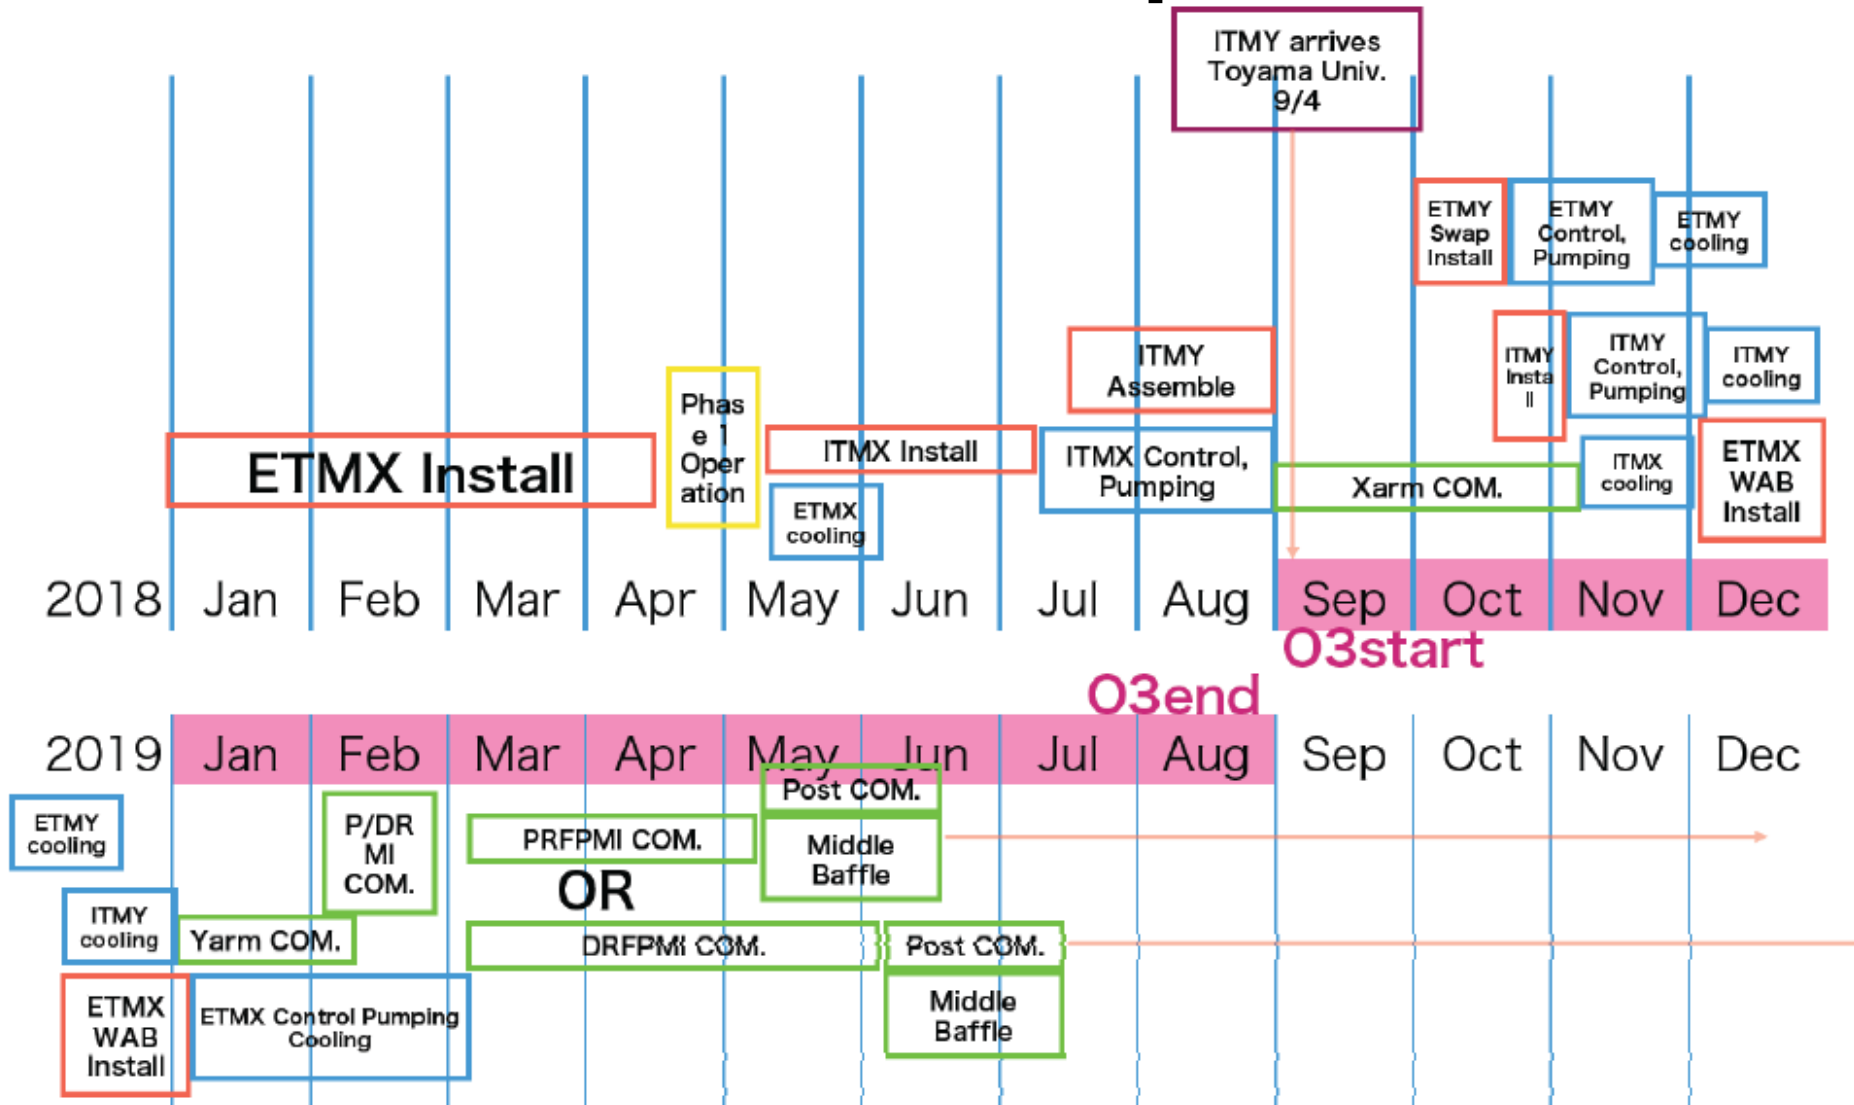 ITMY arrives
Toyama Univ.
9/4
ETMY
Swap
Install
ETMY
Control,
Pumping
ETMY
cooling
ITMY
Assemble
ITMY
Insta
ll
ITMY
Control,
Pumping
ITMY
cooling
Phas
e 1
Oper
ation
ETMX Install
ITMX Install
ETMX
cooling
ITMX Control,
Pumping
Xarm COM.
ITMX
cooling
ETMX
WAB
Install
2018 Jan Feb Mar Apr May Jun Jul Aug Sep Oct Nov Dec
O3start
O3end
2019 Jan Feb Mar Apr May Jun Jul Aug Sep Oct Nov Dec
ETMY
cooling
P/DR
MI
COM.
PRFPMI COM.
Post COM.
Middle
Baffle
OR
ITMY
cooling
Yarm COM.
DRFPMI COM.
Post COM.
Middle
Baffle
ETMX
WAB
Install
ETMX Control Pumping
Cooling